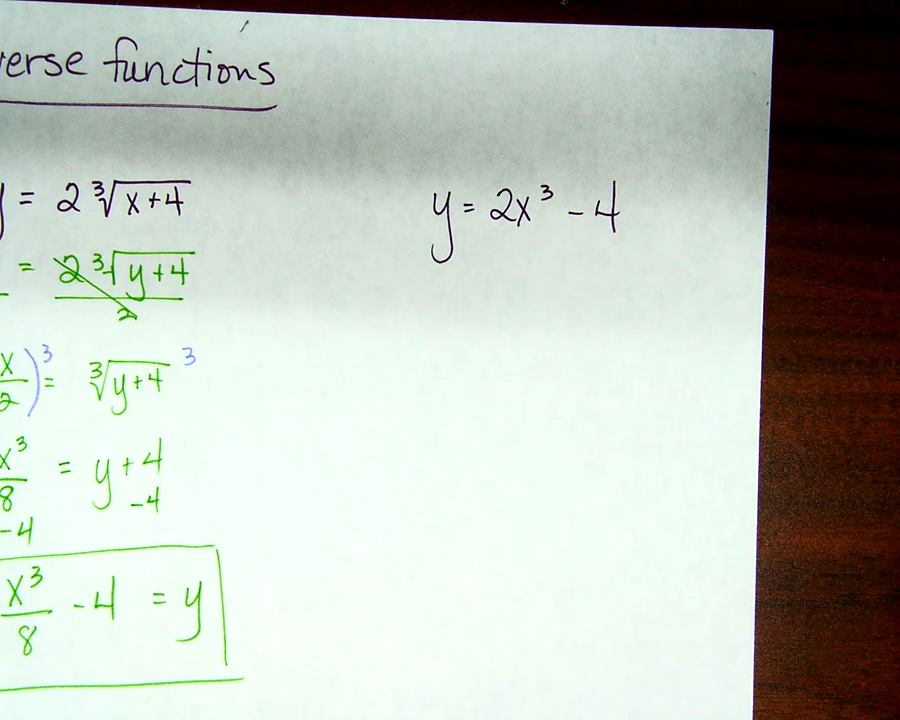 functions
= 2∛(x+4)
= 2∛(y+4) / 2
x/2)³ = ∛(y+4) ³
x³/8 = y+4
-4 -4
x³/8 - 4 = y
y = 2x³ - 4